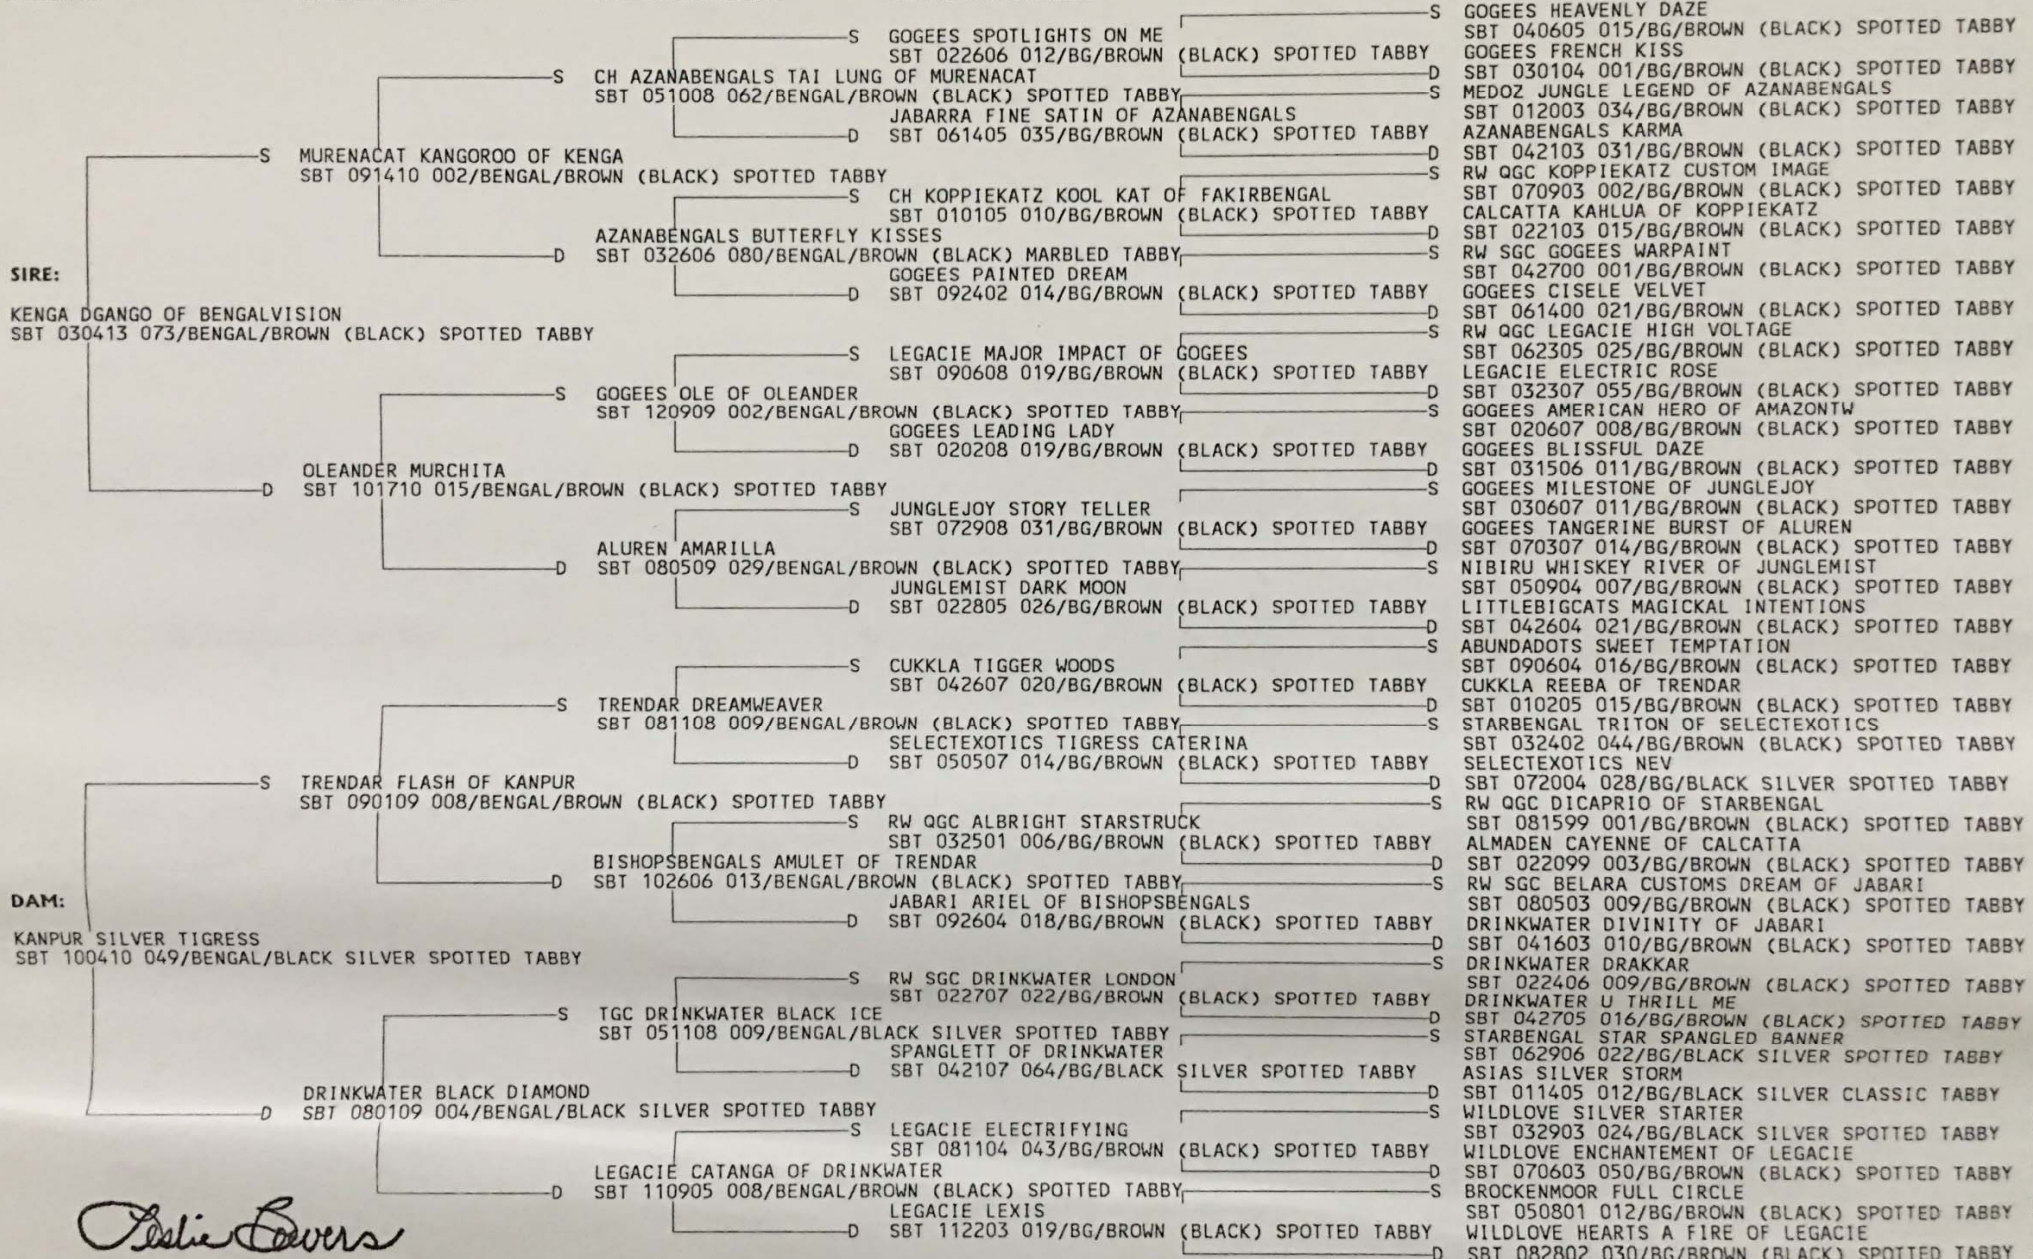 SIRE:
KENGA DGANGO OF BENGALVISION
SBT 030413 073/BENGAL/BROWN (BLACK) SPOTTED TABBY
S MURENACAT KANGOROO OF KENGA
SBT 091410 002/BENGAL/BROWN (BLACK) SPOTTED TABBY
D OLEANDER MURCHITA
SBT 101710 015/BENGAL/BROWN (BLACK) SPOTTED TABBY
S CH AZANABENGALS TAI LUNG OF MURENACAT
SBT 051008 062/BENGAL/BROWN (BLACK) SPOTTED TABBY
D AZANABENGALS BUTTERFLY KISSES
SBT 032606 080/BENGAL/BROWN (BLACK) MARBLED TABBY
S GOGEES OLE OF OLEANDER
SBT 120909 002/BENGAL/BROWN (BLACK) SPOTTED TABBY
D ALUREN AMARILLA
SBT 080509 029/BENGAL/BROWN (BLACK) SPOTTED TABBY
S GOGEES SPOTLIGHTS ON ME
SBT 022606 012/BG/BROWN (BLACK) SPOTTED TABBY
JABARRA FINE SATIN OF AZANABENGALS
D SBT 061405 035/BG/BROWN (BLACK) SPOTTED TABBY
S CH KOPPIEKATZ KOOL KAT OF FAKIRBENGAL
SBT 010105 010/BG/BROWN (BLACK) SPOTTED TABBY
GOGEES PAINTED DREAM
D SBT 092402 014/BG/BROWN (BLACK) SPOTTED TABBY
S LEGACIE MAJOR IMPACT OF GOGEES
SBT 090608 019/BG/BROWN (BLACK) SPOTTED TABBY
GOGEES LEADING LADY
D SBT 020208 019/BG/BROWN (BLACK) SPOTTED TABBY
S JUNGLEJOY STORY TELLER
SBT 072908 031/BG/BROWN (BLACK) SPOTTED TABBY
JUNGLEMIST DARK MOON
D SBT 022805 026/BG/BROWN (BLACK) SPOTTED TABBY
S GOGEES HEAVENLY DAZE
SBT 040605 015/BG/BROWN (BLACK) SPOTTED TABBY
GOGEES FRENCH KISS
D SBT 030104 001/BG/BROWN (BLACK) SPOTTED TABBY
S MEDOZ JUNGLE LEGEND OF AZANABENGALS
SBT 012003 034/BG/BROWN (BLACK) SPOTTED TABBY
AZANABENGALS KARMA
D SBT 042103 031/BG/BROWN (BLACK) SPOTTED TABBY
S RW QGC KOPPIEKATZ CUSTOM IMAGE
SBT 070903 002/BG/BROWN (BLACK) SPOTTED TABBY
CALCATTA KAHLUA OF KOPPIEKATZ
D SBT 022103 015/BG/BROWN (BLACK) SPOTTED TABBY
S RW SGC GOGEES WARPAINT
SBT 042700 001/BG/BROWN (BLACK) SPOTTED TABBY
GOGEES CISELE VELVET
D SBT 061400 021/BG/BROWN (BLACK) SPOTTED TABBY
S RW QGC LEGACIE HIGH VOLTAGE
SBT 062305 025/BG/BROWN (BLACK) SPOTTED TABBY
LEGACIE ELECTRIC ROSE
D SBT 032307 055/BG/BROWN (BLACK) SPOTTED TABBY
S GOGEES AMERICAN HERO OF AMAZONTW
SBT 020607 008/BG/BROWN (BLACK) SPOTTED TABBY
GOGEES BLISSFUL DAZE
D SBT 031506 011/BG/BROWN (BLACK) SPOTTED TABBY
S GOGEES MILESTONE OF JUNGLEJOY
SBT 030607 011/BG/BROWN (BLACK) SPOTTED TABBY
GOGEES TANGERINE BURST OF ALUREN
D SBT 070307 014/BG/BROWN (BLACK) SPOTTED TABBY
S NIBIRU WHISKEY RIVER OF JUNGLEMIST
SBT 050904 007/BG/BROWN (BLACK) SPOTTED TABBY
LITTLEBIGCATS MAGICKAL INTENTIONS
D SBT 042604 021/BG/BROWN (BLACK) SPOTTED TABBY
DAM:
KANPUR SILVER TIGRESS
SBT 100410 049/BENGAL/BLACK SILVER SPOTTED TABBY
S TRENDAR FLASH OF KANPUR
SBT 090109 008/BENGAL/BROWN (BLACK) SPOTTED TABBY
DRINKWATER BLACK DIAMOND
D SBT 080109 004/BENGAL/BLACK SILVER SPOTTED TABBY
S TRENDAR DREAMWEAVER
SBT 081108 009/BENGAL/BROWN (BLACK) SPOTTED TABBY
BISHOPSBENGALS AMULET OF TRENDAR
D SBT 102606 013/BENGAL/BROWN (BLACK) SPOTTED TABBY
S TGC DRINKWATER BLACK ICE
SBT 051108 009/BENGAL/BLACK SILVER SPOTTED TABBY
LEGACIE CATANGA OF DRINKWATER
D SBT 110905 008/BENGAL/BROWN (BLACK) SPOTTED TABBY
S CUKKLA TIGGER WOODS
SBT 042607 020/BG/BROWN (BLACK) SPOTTED TABBY
SELECTEXOTICS TIGRESS CATERINA
D SBT 050507 014/BG/BROWN (BLACK) SPOTTED TABBY
S RW QGC ALBRIGHT STARSTRUCK
SBT 032501 006/BG/BROWN (BLACK) SPOTTED TABBY
JABARI ARIEL OF BISHOPSBENGALS
D SBT 092604 018/BG/BROWN (BLACK) SPOTTED TABBY
S RW SGC DRINKWATER LONDON
SBT 022707 022/BG/BROWN (BLACK) SPOTTED TABBY
SPANGLETT OF DRINKWATER
D SBT 042107 064/BG/BLACK SILVER SPOTTED TABBY
S LEGACIE ELECTRIFYING
SBT 081104 043/BG/BROWN (BLACK) SPOTTED TABBY
LEGACIE LEXIS
D SBT 112203 019/BG/BROWN (BLACK) SPOTTED TABBY
S ABUNDADOTS SWEET TEMPTATION
SBT 090604 016/BG/BROWN (BLACK) SPOTTED TABBY
CUKKLA REEBA OF TRENDAR
D SBT 010205 015/BG/BROWN (BLACK) SPOTTED TABBY
S STARBENGAL TRITON OF SELECTEXOTICS
SBT 032402 044/BG/BROWN (BLACK) SPOTTED TABBY
SELECTEXOTICS NEV
D SBT 072004 028/BG/BLACK SILVER SPOTTED TABBY
S RW QGC DICAPRIO OF STARBENGAL
SBT 081599 001/BG/BROWN (BLACK) SPOTTED TABBY
ALMADEN CAYENNE OF CALCATTA
D SBT 022099 003/BG/BROWN (BLACK) SPOTTED TABBY
S RW SGC BELARA CUSTOMS DREAM OF JABARI
SBT 080503 009/BG/BROWN (BLACK) SPOTTED TABBY
DRINKWATER DIVINITY OF JABARI
D SBT 041603 010/BG/BROWN (BLACK) SPOTTED TABBY
S DRINKWATER DRAKKAR
SBT 022406 009/BG/BROWN (BLACK) SPOTTED TABBY
DRINKWATER U THRILL ME
D SBT 042705 016/BG/BROWN (BLACK) SPOTTED TABBY
S STARBENGAL STAR SPANGLED BANNER
SBT 062906 022/BG/BLACK SILVER SPOTTED TABBY
ASIAS SILVER STORM
D SBT 011405 012/BG/BLACK SILVER CLASSIC TABBY
S WILDLOVE SILVER STARTER
SBT 032903 024/BG/BLACK SILVER SPOTTED TABBY
WILDLOVE ENCHANTEMENT OF LEGACIE
D SBT 070603 050/BG/BROWN (BLACK) SPOTTED TABBY
S BROCKENMOOR FULL CIRCLE
SBT 050801 012/BG/BROWN (BLACK) SPOTTED TABBY
WILDLOVE HEARTS A FIRE OF LEGACIE
D SBT 082802 030/BG/BROWN (BLACK) SPOTTED TABBY
Leslie Bowers